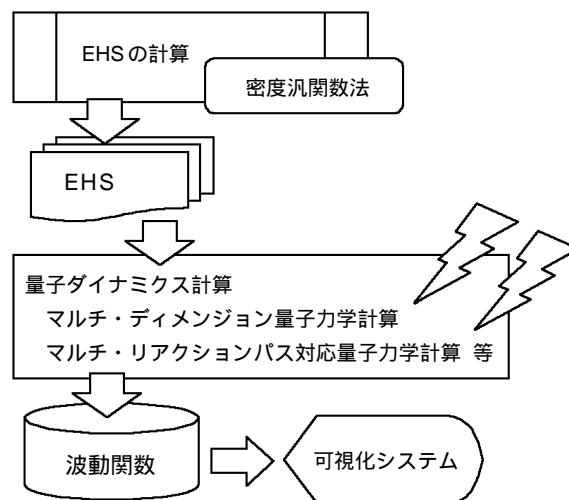 EHSの計算
密度汎関数法
EHS
量子ダイナミクス計算
マルチ・ディメンジョン量子力学計算
マルチ・リアクションパス対応量子力学計算 等
波動関数
可視化システム